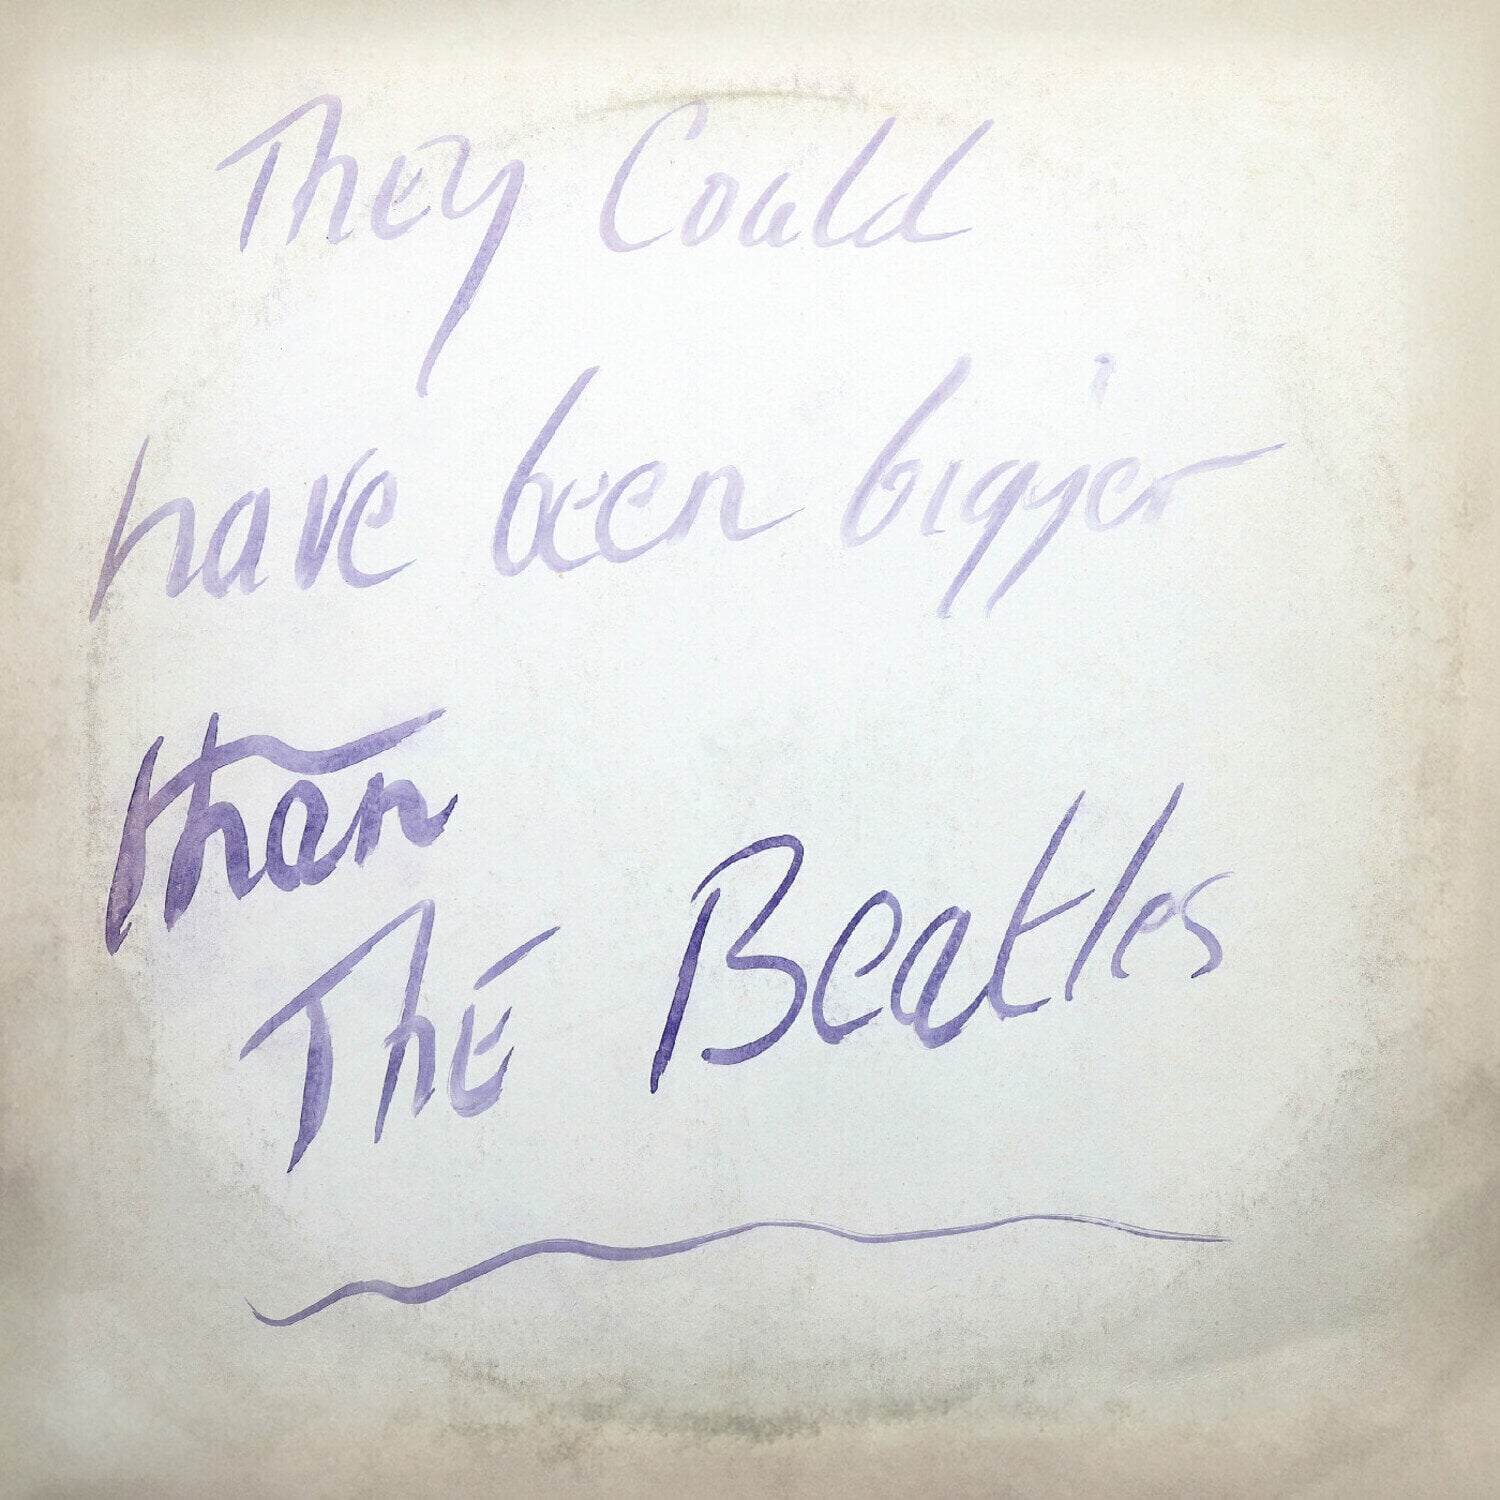 They Could
have been bigger
than
The Beatles